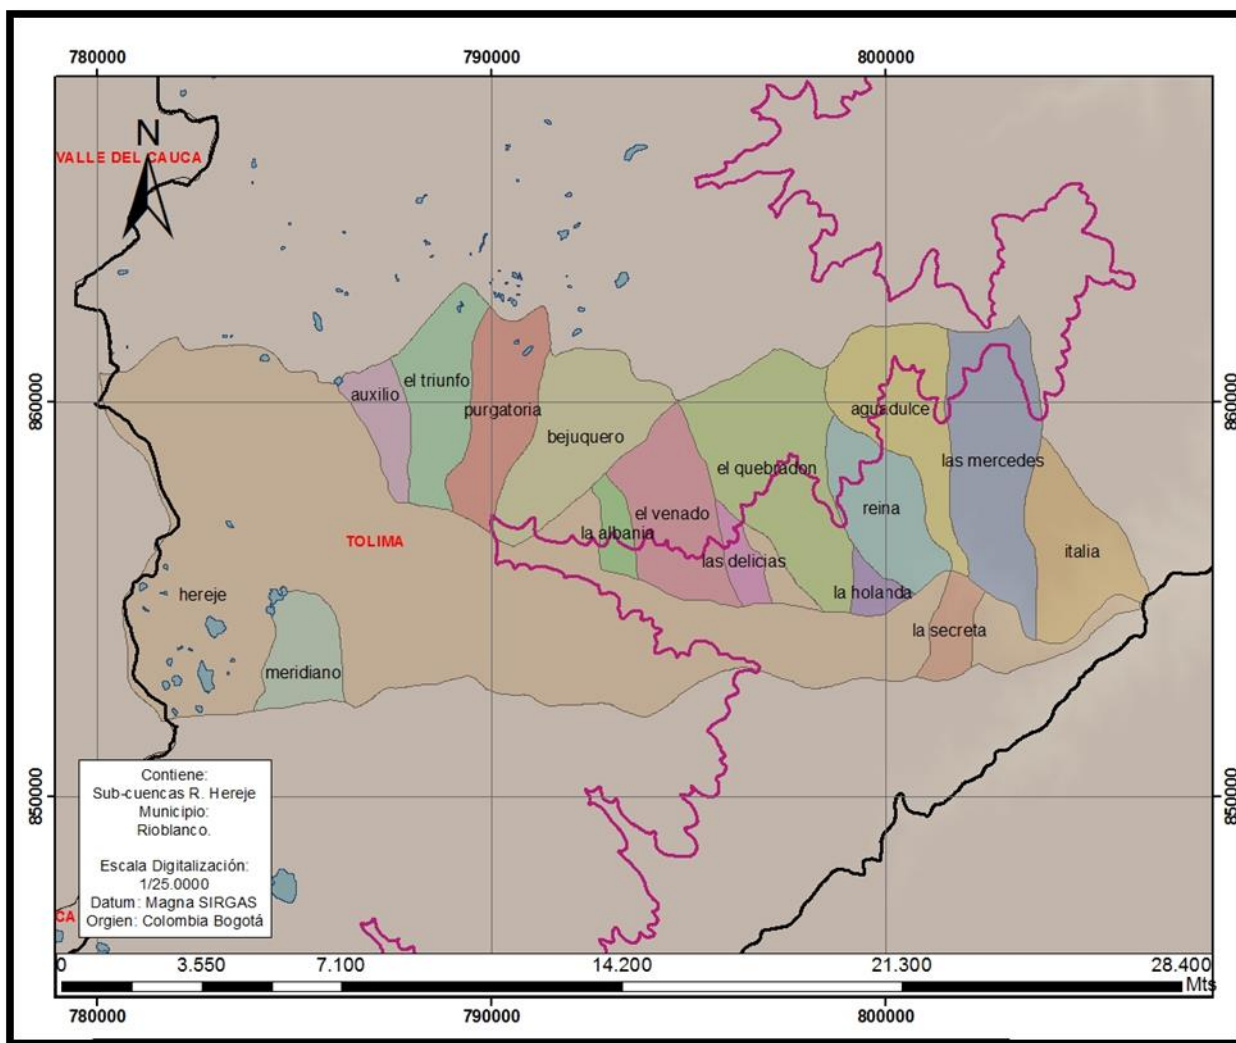 780000
790000
800000
N
VALLE DEL CAUCA
860000
860000
auxilio
el triunfo
purgatoria
bejuquero
aguadulce
el quebradon
las mercedes
el venado
reina
la albania
las delicias
italia
TOLIMA
hereje
la holanda
la secreta
meridiano
850000
850000
Contiene:
Sub-cuencas R. Hereje
Municipio:
Rioblanco.
Escala Digitalización:
1/25.0000
Datum: Magna SIRGAS
Orgien: Colombia Bogotá
CA
0
3.550
7.100
14.200
21.300
28.400
Mts
780000
790000
800000